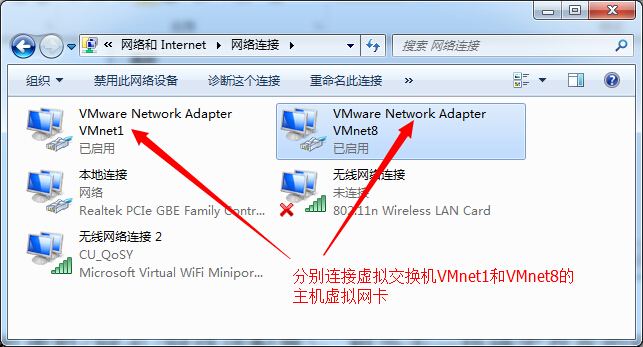 « 网络和 Internet ▸ 网络连接 ▸
搜索 网络连接
组织 禁用此网络设备 诊断这个连接 重命名此连接 »
VMware Network Adapter VMnet1
已启用
VMware Network Adapter VMnet8
已启用
本地连接
网络
Realtek PCIe GBE Family Contr...
无线网络连接
未连接
802.11n Wireless LAN Card
无线网络连接 2
CU_QoSY
Microsoft Virtual WiFi Minipor...
分别连接虚拟交换机VMnet1和VMnet8的
主机虚拟网卡